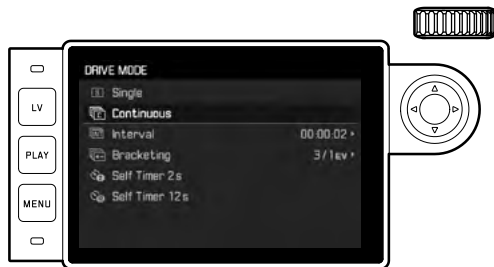 DRIVE MODE
Single
LV
Continuous
Interval 00:00:02
PLAY
Bracketing 3/1EV
Self Timer 2s
MENU
Self Timer 12s